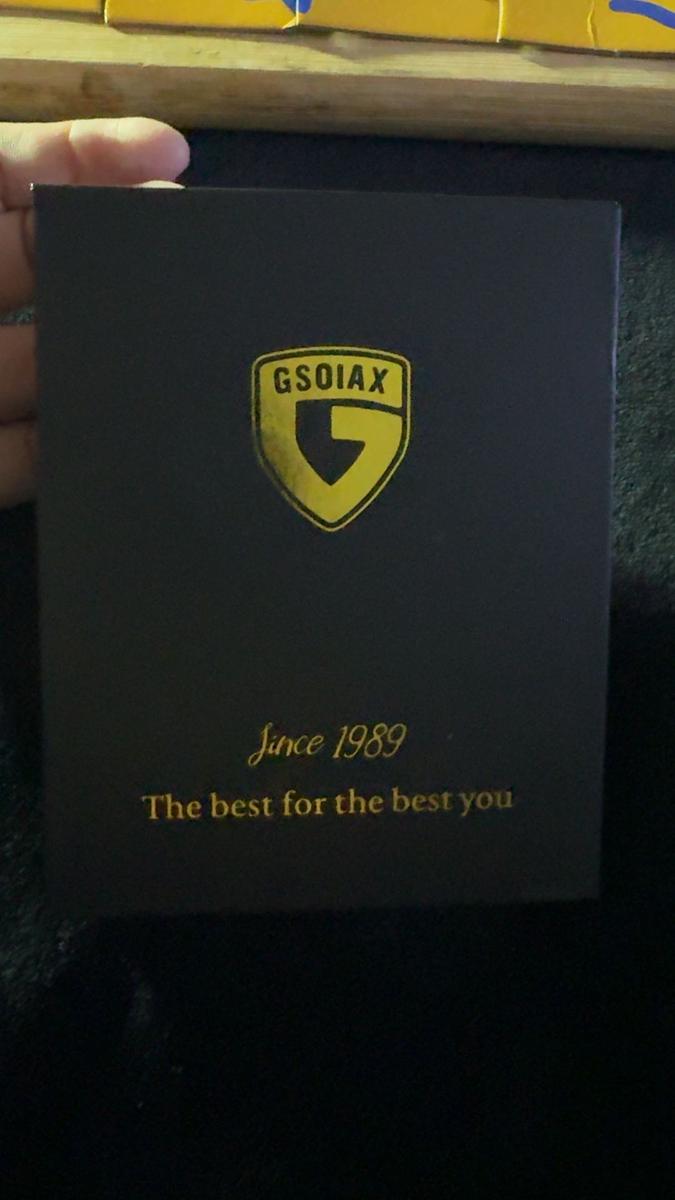 GSOIAX
Since 1989
The best for the best you